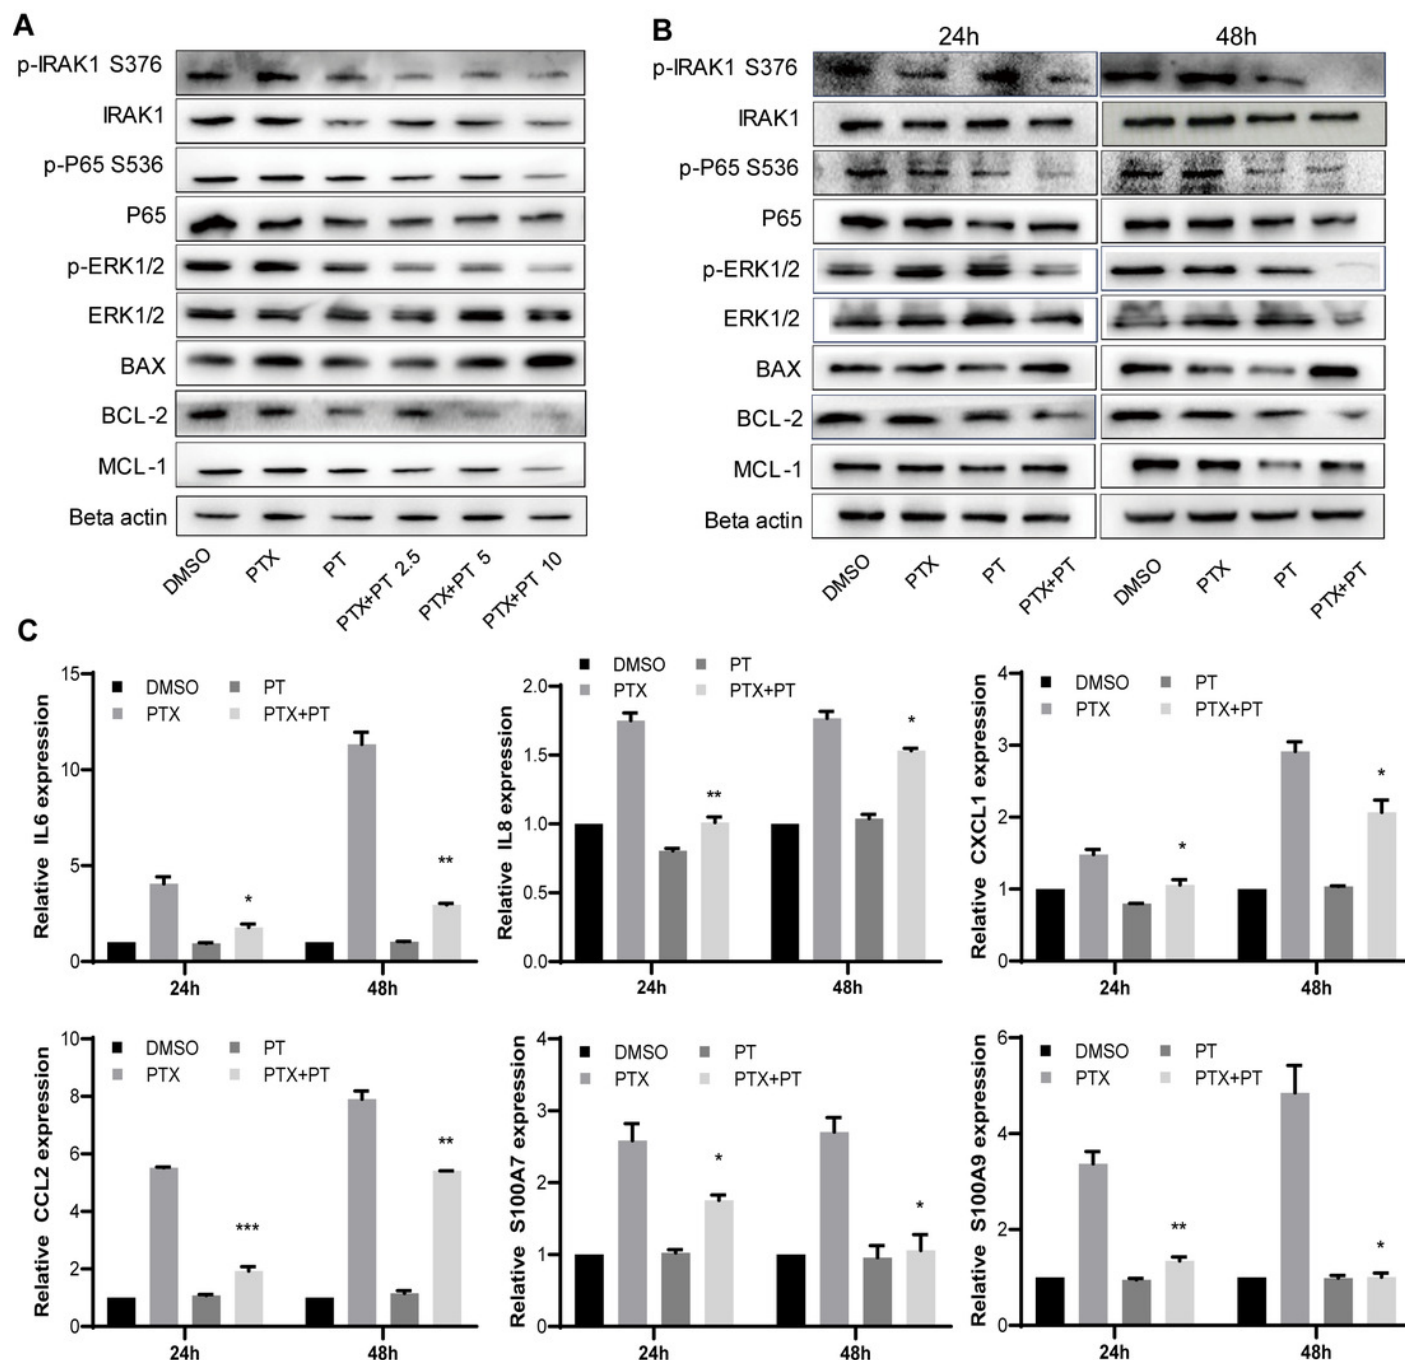 A
p-IRAK1 S376
IRAK1
p-P65 S536
P65
p-ERK1/2
ERK1/2
BAX
BCL-2
MCL-1
Beta actin
DMSO
PTX
PT
PTX+PT 2.5
PTX+PT 5
PTX+PT 10
B
24h
48h
p-IRAK1 S376
IRAK1
p-P65 S536
P65
p-ERK1/2
ERK1/2
BAX
BCL-2
MCL-1
Beta actin
DMSO
PTX
PT
PTX+PT
DMSO
PTX
PT
PTX+PT
C
Relative IL6 expression
15
10
5
0
DMSO
PTX
PT
PTX+PT
*
**
24h
48h
Relative IL8 expression
2.0
1.5
1.0
0.5
0.0
DMSO
PTX
PT
PTX+PT
**
*
24h
48h
Relative CXCL1 expression
4
3
2
1
0
DMSO
PTX
PT
PTX+PT
*
*
24h
48h
Relative CCL2 expression
10
8
6
4
2
0
DMSO
PTX
PT
PTX+PT
***
**
24h
48h
Relative S100A7 expression
4
3
2
1
0
DMSO
PTX
PT
PTX+PT
*
*
24h
48h
Relative S100A9 expression
6
4
2
0
DMSO
PTX
PT
PTX+PT
**
*
24h
48h